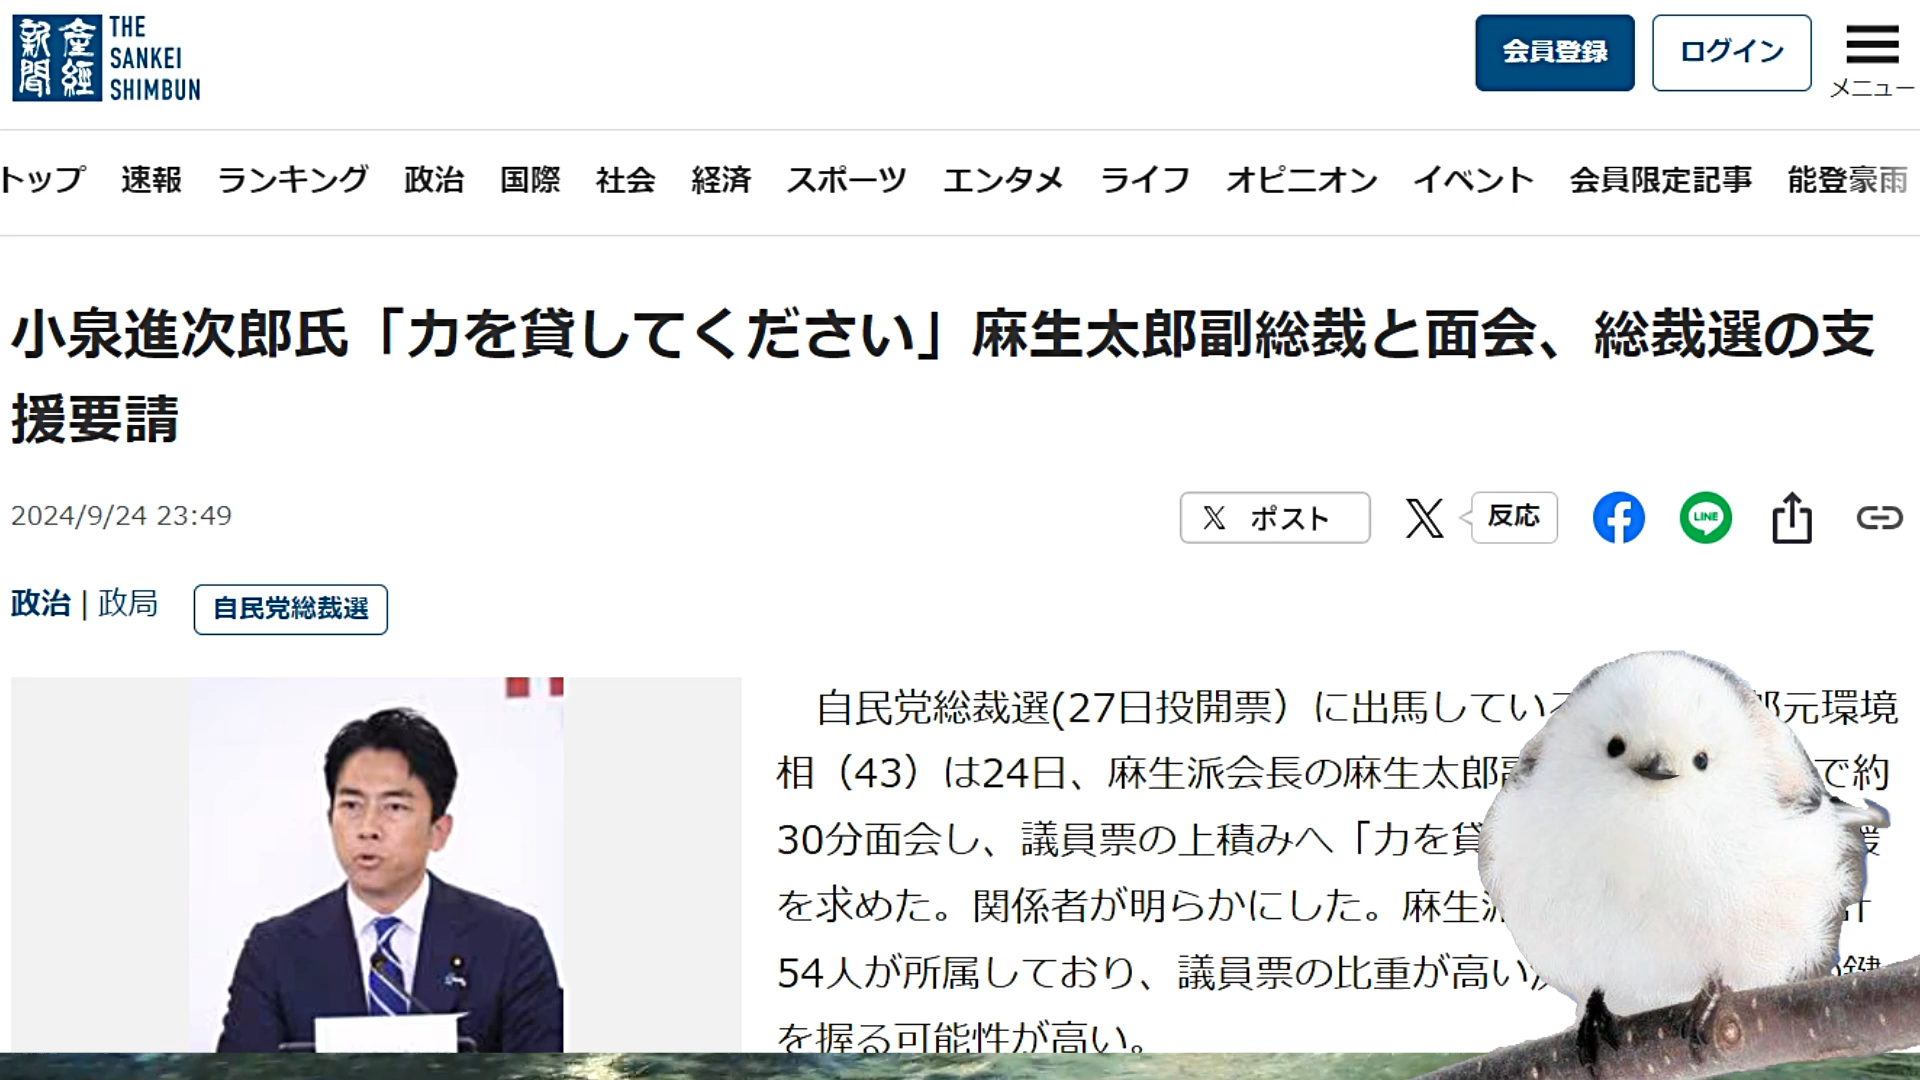 産経
新聞
THE
SANKEI
SHIMBUN
会員登録
ログイン
メニュー
トップ 速報 ランキング 政治 国際 社会 経済 スポーツ エンタメ ライフ オピニオン イベント 会員限定記事 能登豪雨
小泉進次郎氏「力を貸してください」麻生太郎副総裁と面会、総裁選の支
援要請
2024/9/24 23:49
X ポスト
X 反応
LINE
政治 | 政局 自民党総裁選
自民党総裁選(27日投開票）に出馬してい 元環境
相（43）は24日、麻生派会長の麻生太郎 で約
30分面会し、議員票の上積みへ「力を貸
を求めた。関係者が明らかにした。麻生 計
54人が所属しており、議員票の比重が高い 鍵
を握る可能性が高い。